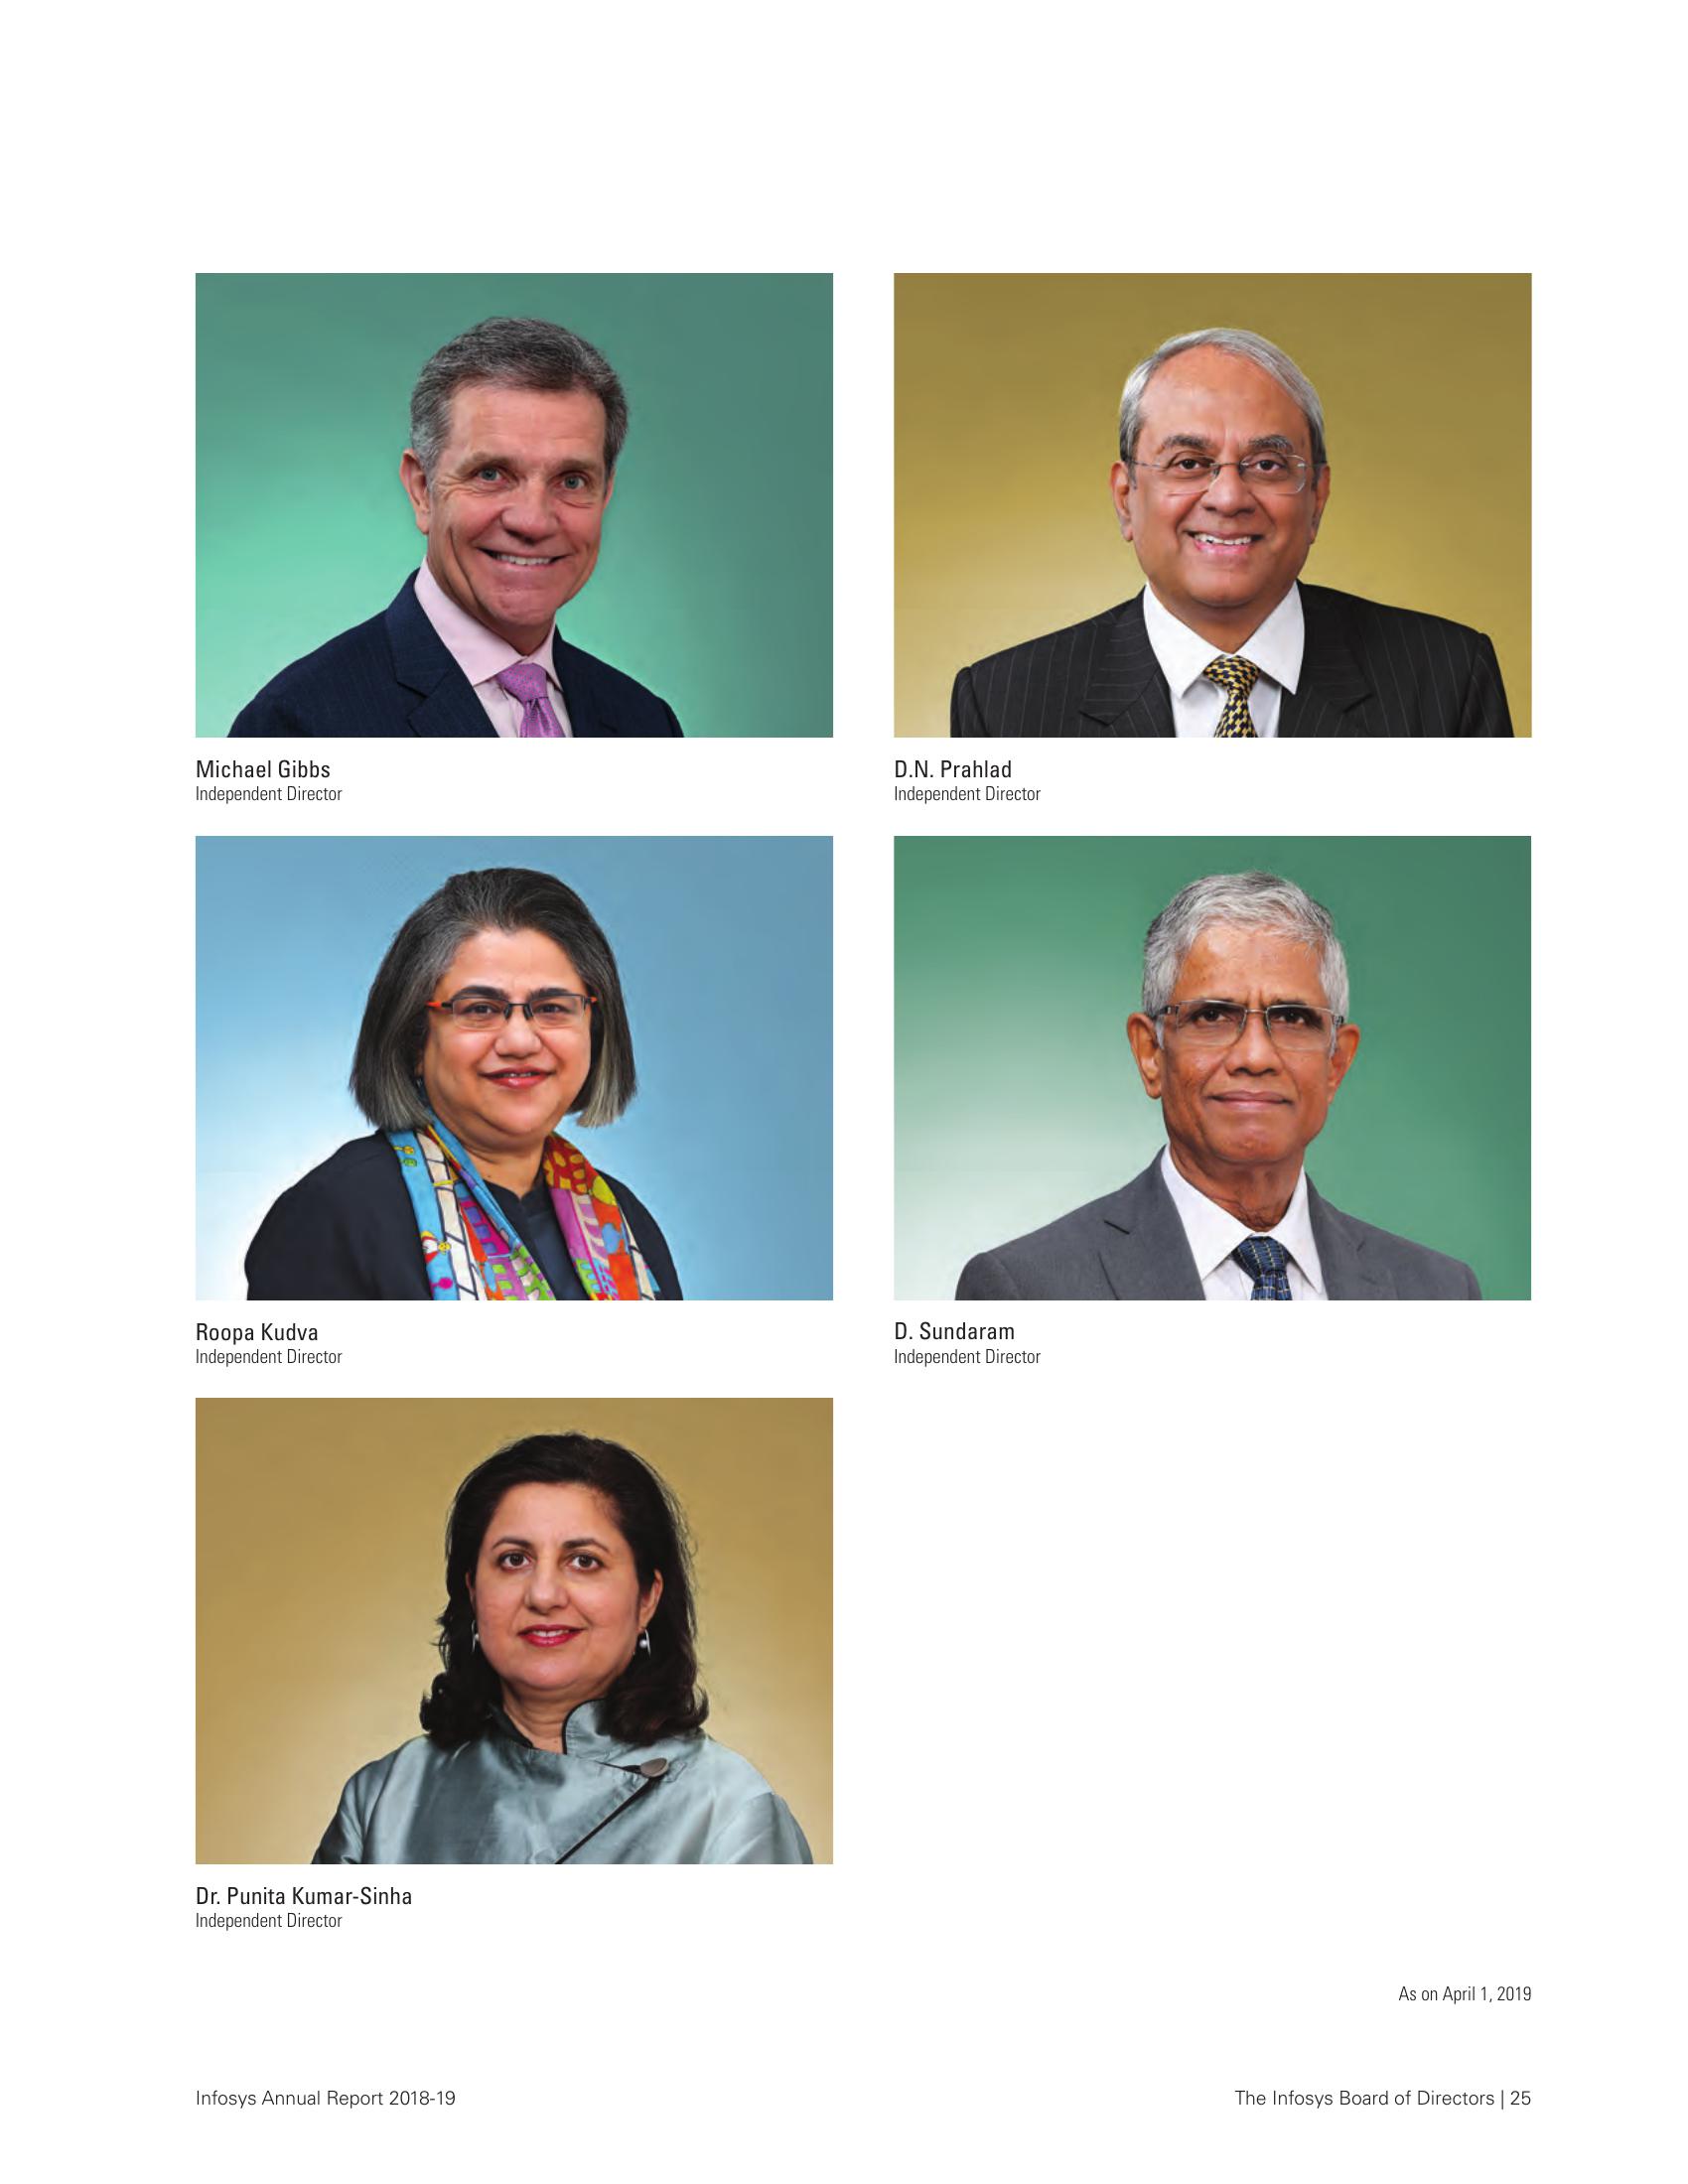 Michael Gibbs
Independent Director
D.N. Prahlad
Independent Director
Roopa Kudva
Independent Director
D. Sundaram
Independent Director
Dr. Punita Kumar-Sinha
Independent Director
As on April 1, 2019
Infosys Annual Report 2018-19
The Infosys Board of Directors | 25